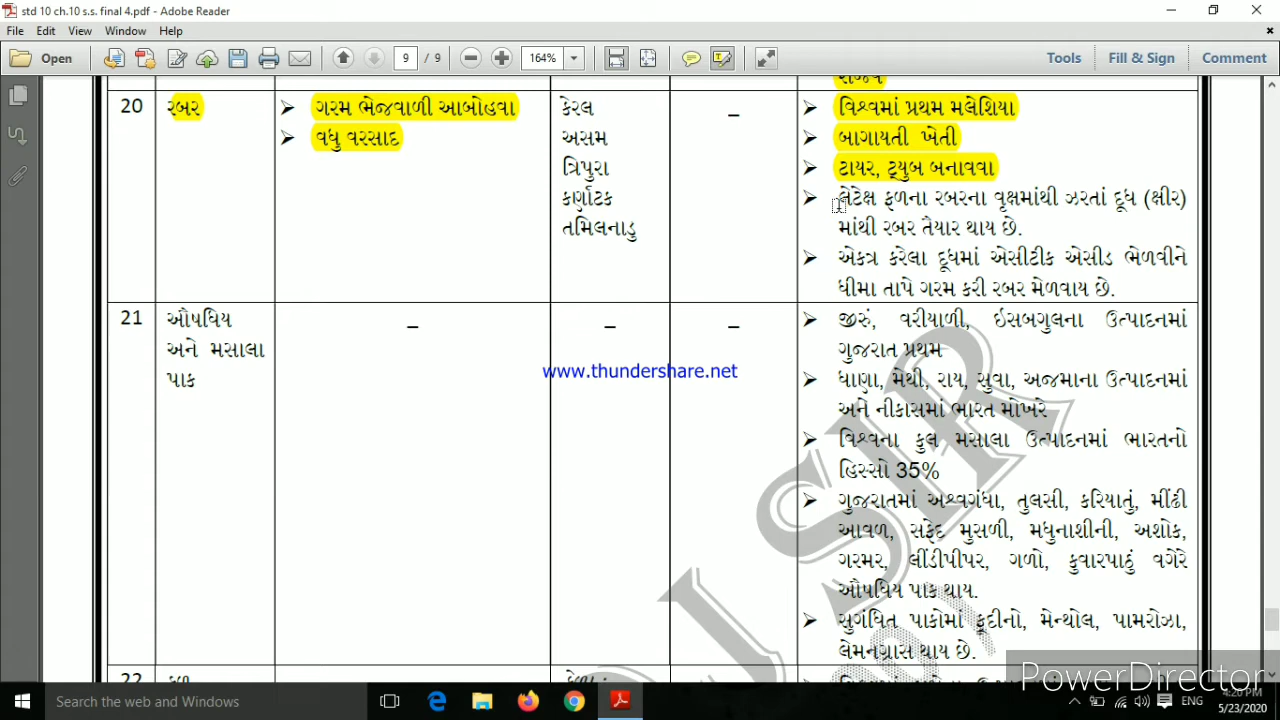 std 10 ch.10 s.s. final 4.pdf - Adobe Reader
File Edit View Window Help
Open 9 / 9 164% Tools Fill & Sign Comment
રાજ્ય
20 રબર ગરમ ભેજવાળી આબોહવા કેરલ – વિશ્વમાં પ્રથમ મલેશિયા
વધુ વરસાદ અસમ બાગાયતી ખેતી
ત્રિપુરા ટાયર, ટ્યુબ બનાવવા
કર્ણાટક લેટેક્ષ ફળના રબરના વૃક્ષમાંથી ઝરતાં દૂધ (ક્ષીર)
તમિલનાડુ માંથી રબર તૈયાર થાય છે.
એકત્ર કરેલા દૂધમાં એસીટીક એસીડ ભેળવીને
ધીમા તાપે ગરમ કરી રબર મેળવાય છે.
21 ઔષધિય – – – જીરું, વરીયાળી, ઇસબગુલના ઉત્પાદનમાં
અને મસાલા ગુજરાત પ્રથમ
www.thundershare.net
પાક ધાણા, મેથી, રાય, સુવા, અજમાના ઉત્પાદનમાં
અને નીકાસમાં ભારત મોખરે
વિશ્વના કુલ મસાલા ઉત્પાદનમાં ભારતનો
હિસ્સો 35%
ગુજરાતમાં અશ્વગંધા, તુલસી, કરિયાતું, મીંઢી
આવળ, સફેદ મુસળી, મધુનાશીની, અશોક,
ગરમર, લીંડીપીપર, ગળો, કુવારપાઠું વગેરે
ઔષધિય પાક થાય.
સુગંધિત પાકોમાં ફૂદીનો, મેન્થોલ, પામરોઝા,
લેમનગ્રાસ થાય છે.
SIR
22 ફળ
PowerDirector
Search the web and Windows
ENG 4:20 PM
5/23/2020